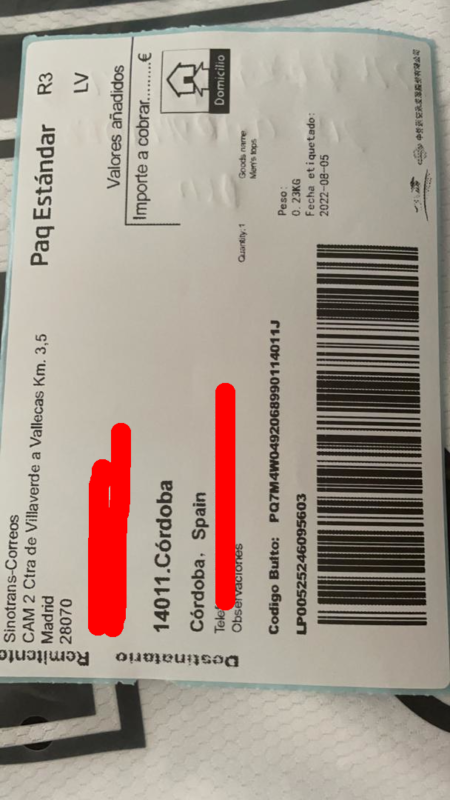 Remitente
Sinotrans-Correos
CAM 2 Ctra de Villaverde a Vallecas Km. 3,5
Madrid
28070
Paq Estándar R3
LV
Valores añadidos
Importe a cobrar.........€
Domicilio
Destinatario
14011.Córdoba
Córdoba, Spain
Observaciones
Quantity:1
Goods name
Men's tops
Peso:
0.23KG
Fecha etiquetado:
2022-08-05
Codigo Bulto: PQ7M4W0492068990114011J
LP00525246095603